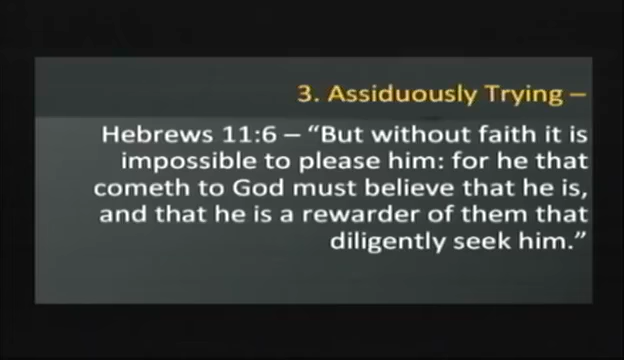 3. Assiduously Trying –
Hebrews 11:6 – “But without faith it is
impossible to please him: for he that
cometh to God must believe that he is,
and that he is a rewarder of them that
diligently seek him.”